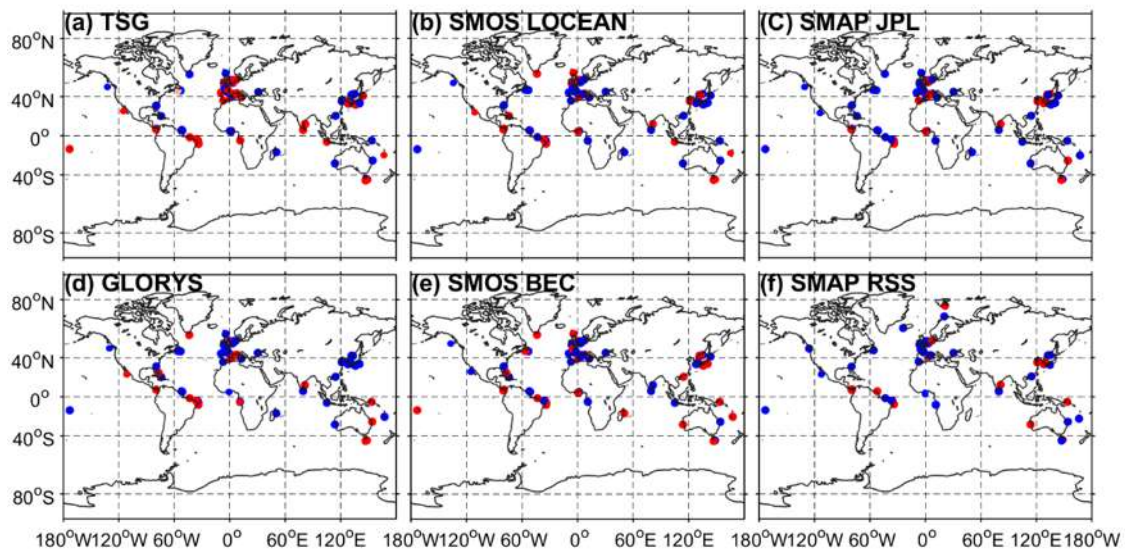 (a) TSG (b) SMOS LOCEAN (C) SMAP JPL
80°N
40°N
0°
40°S
80°S
(d) GLORYS (e) SMOS BEC (f) SMAP RSS
80°N
40°N
0°
40°S
80°S
180°W120°W 60°W 0° 60°E 120°E 180°W120°W 60°W 0° 60°E 120°E 180°W120°W 60°W 0° 60°E 120°E 180°W